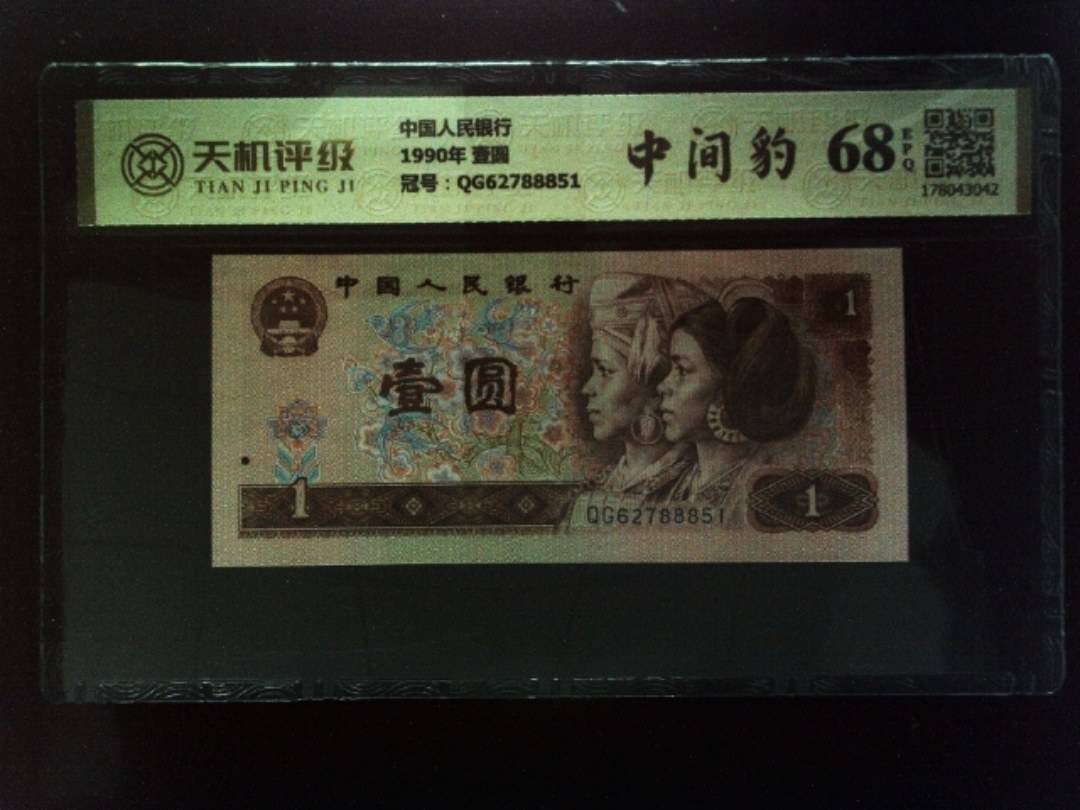 天机评级
TIAN JI PING JI
中国人民银行
1990年 壹圆
冠号：QG62788851
中间豹
68
EPQ
178043042
中国人民银行
1
壹圆
1
QG62788851
1